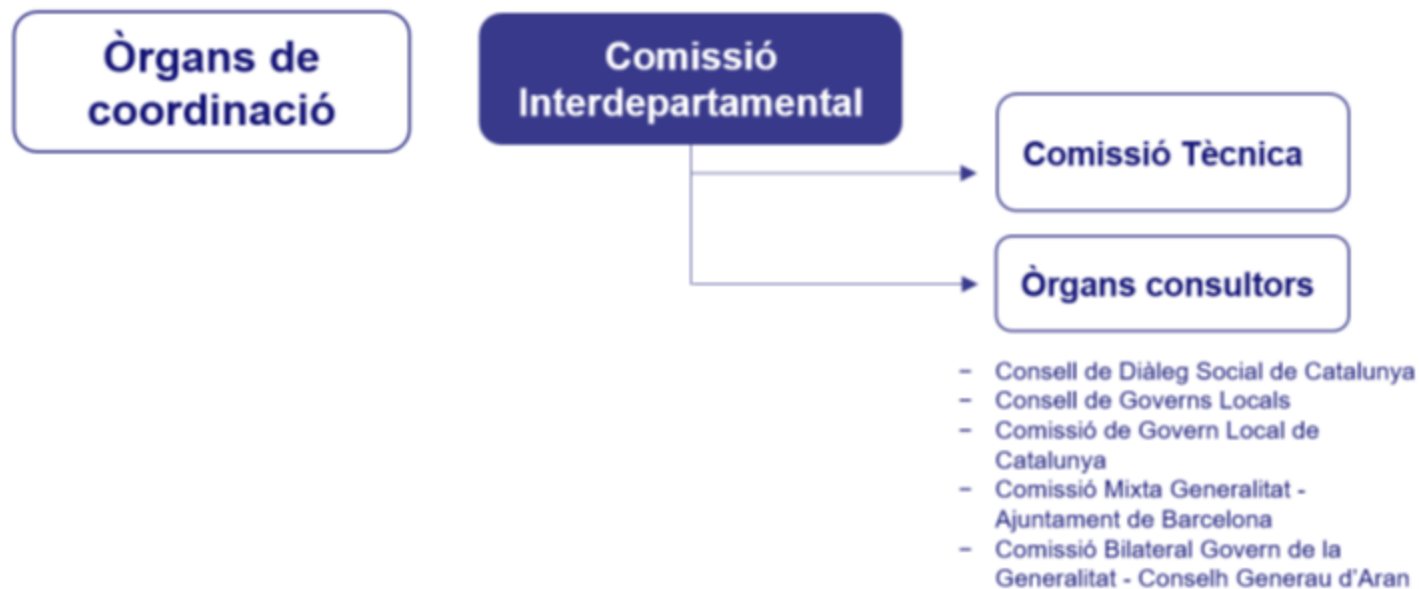 Òrgans de
coordinació
Comissió
Interdepartamental
Comissió Tècnica
Òrgans consultors
– Consell de Diàleg Social de Catalunya
– Consell de Governs Locals
– Comissió de Govern Local de
Catalunya
– Comissió Mixta Generalitat -
Ajuntament de Barcelona
– Comissió Bilateral Govern de la
Generalitat - Conselh Generau d'Aran